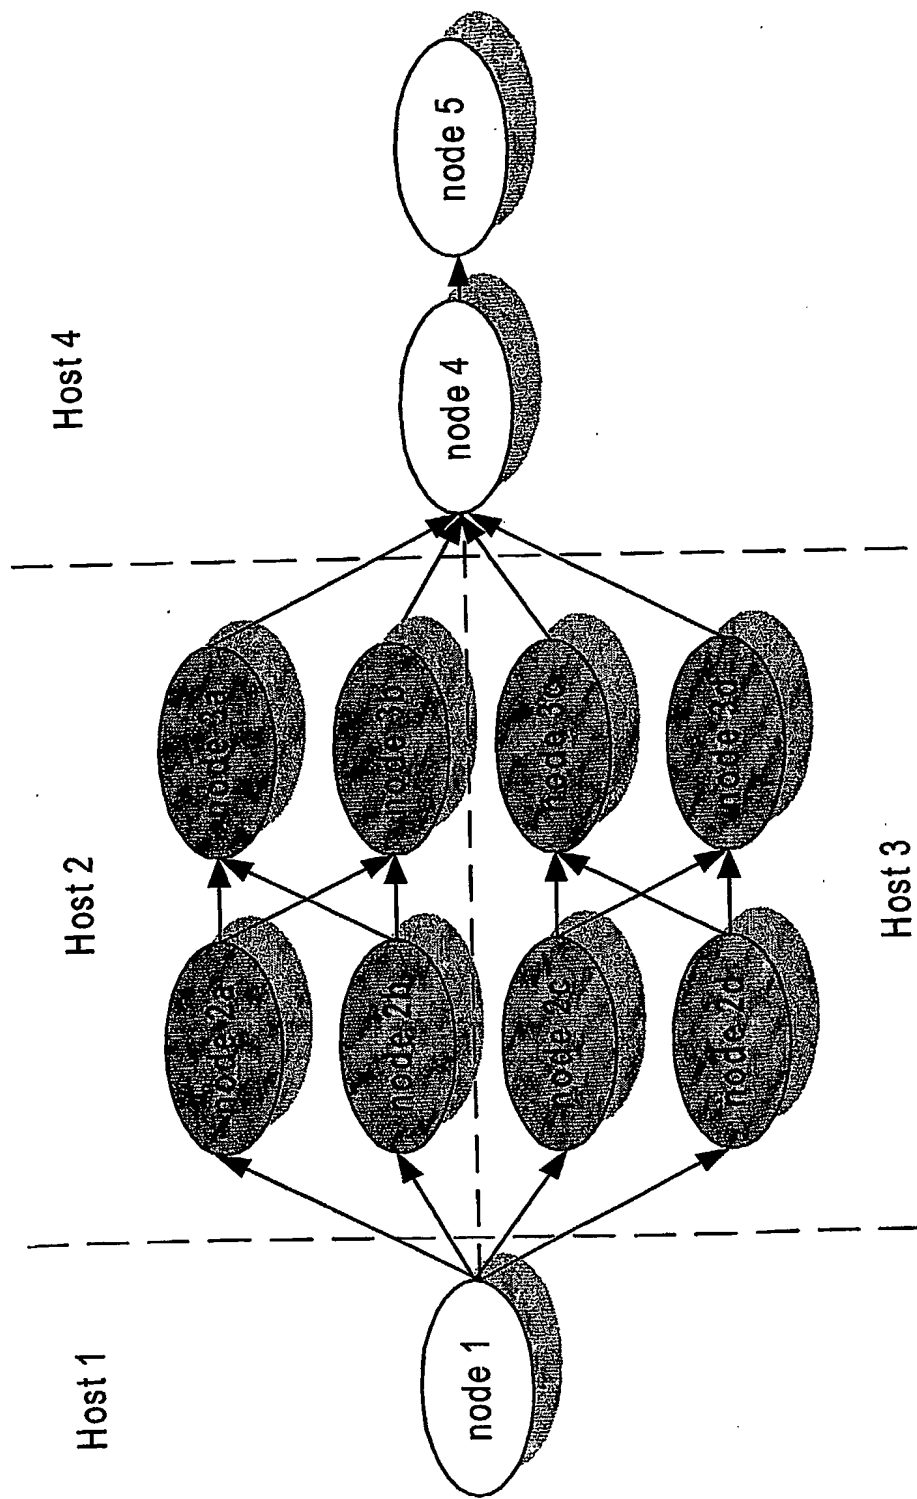 Host 1
Host 2
Host 4
node 1
node 2a
node 3a
node 2b
node 3b
node 4
node 5
node 2c
node 3c
node 2d
node 3d
Host 3